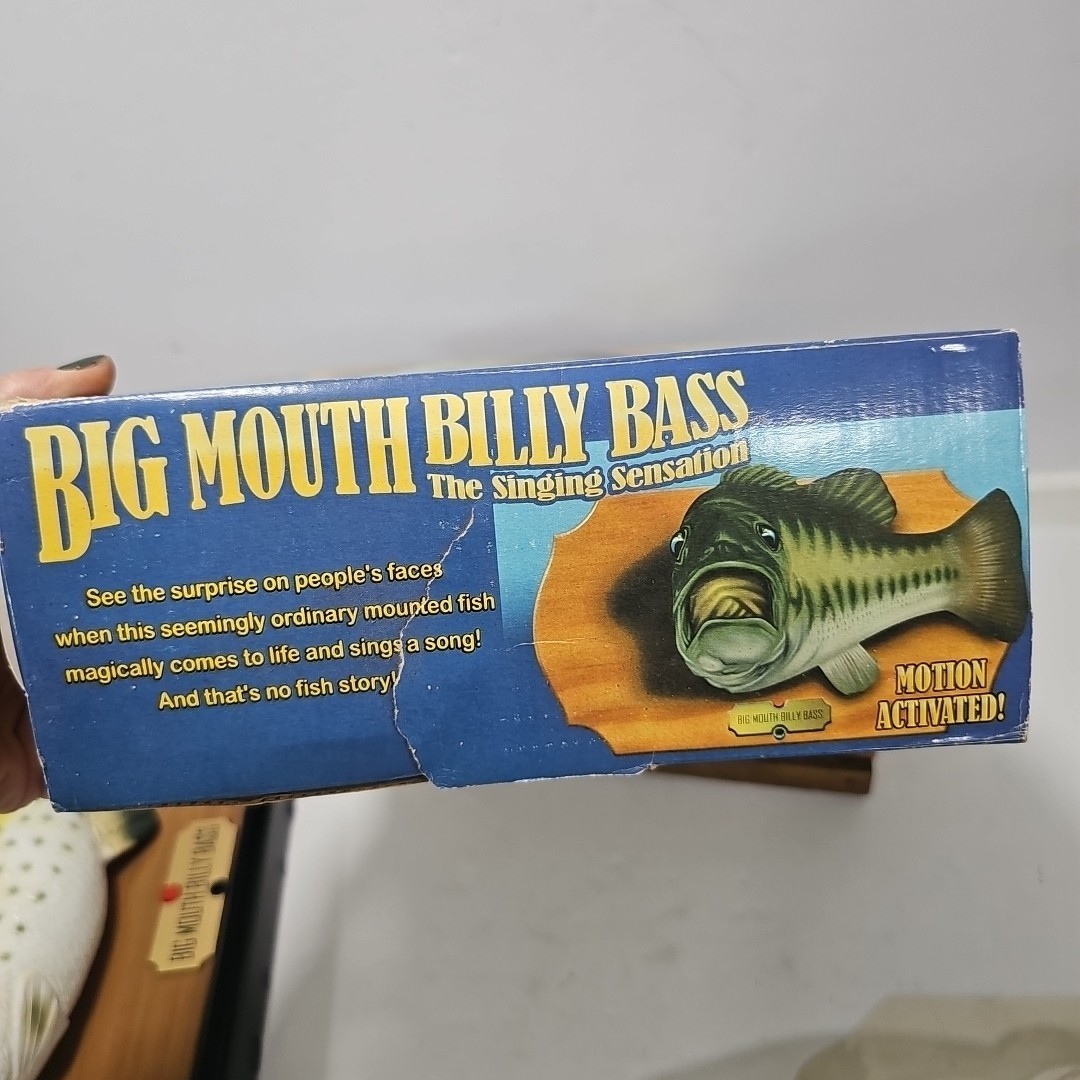 BIG MOUTH BILLY BASS
The Singing Sensation
See the surprise on people's faces
when this seemingly ordinary mounted fish
magically comes to life and sings a song!
And that's no fish story!
BIG MOUTH BILLY BASS
MOTION
ACTIVATED!
BIG MOUTH BILLY BASS